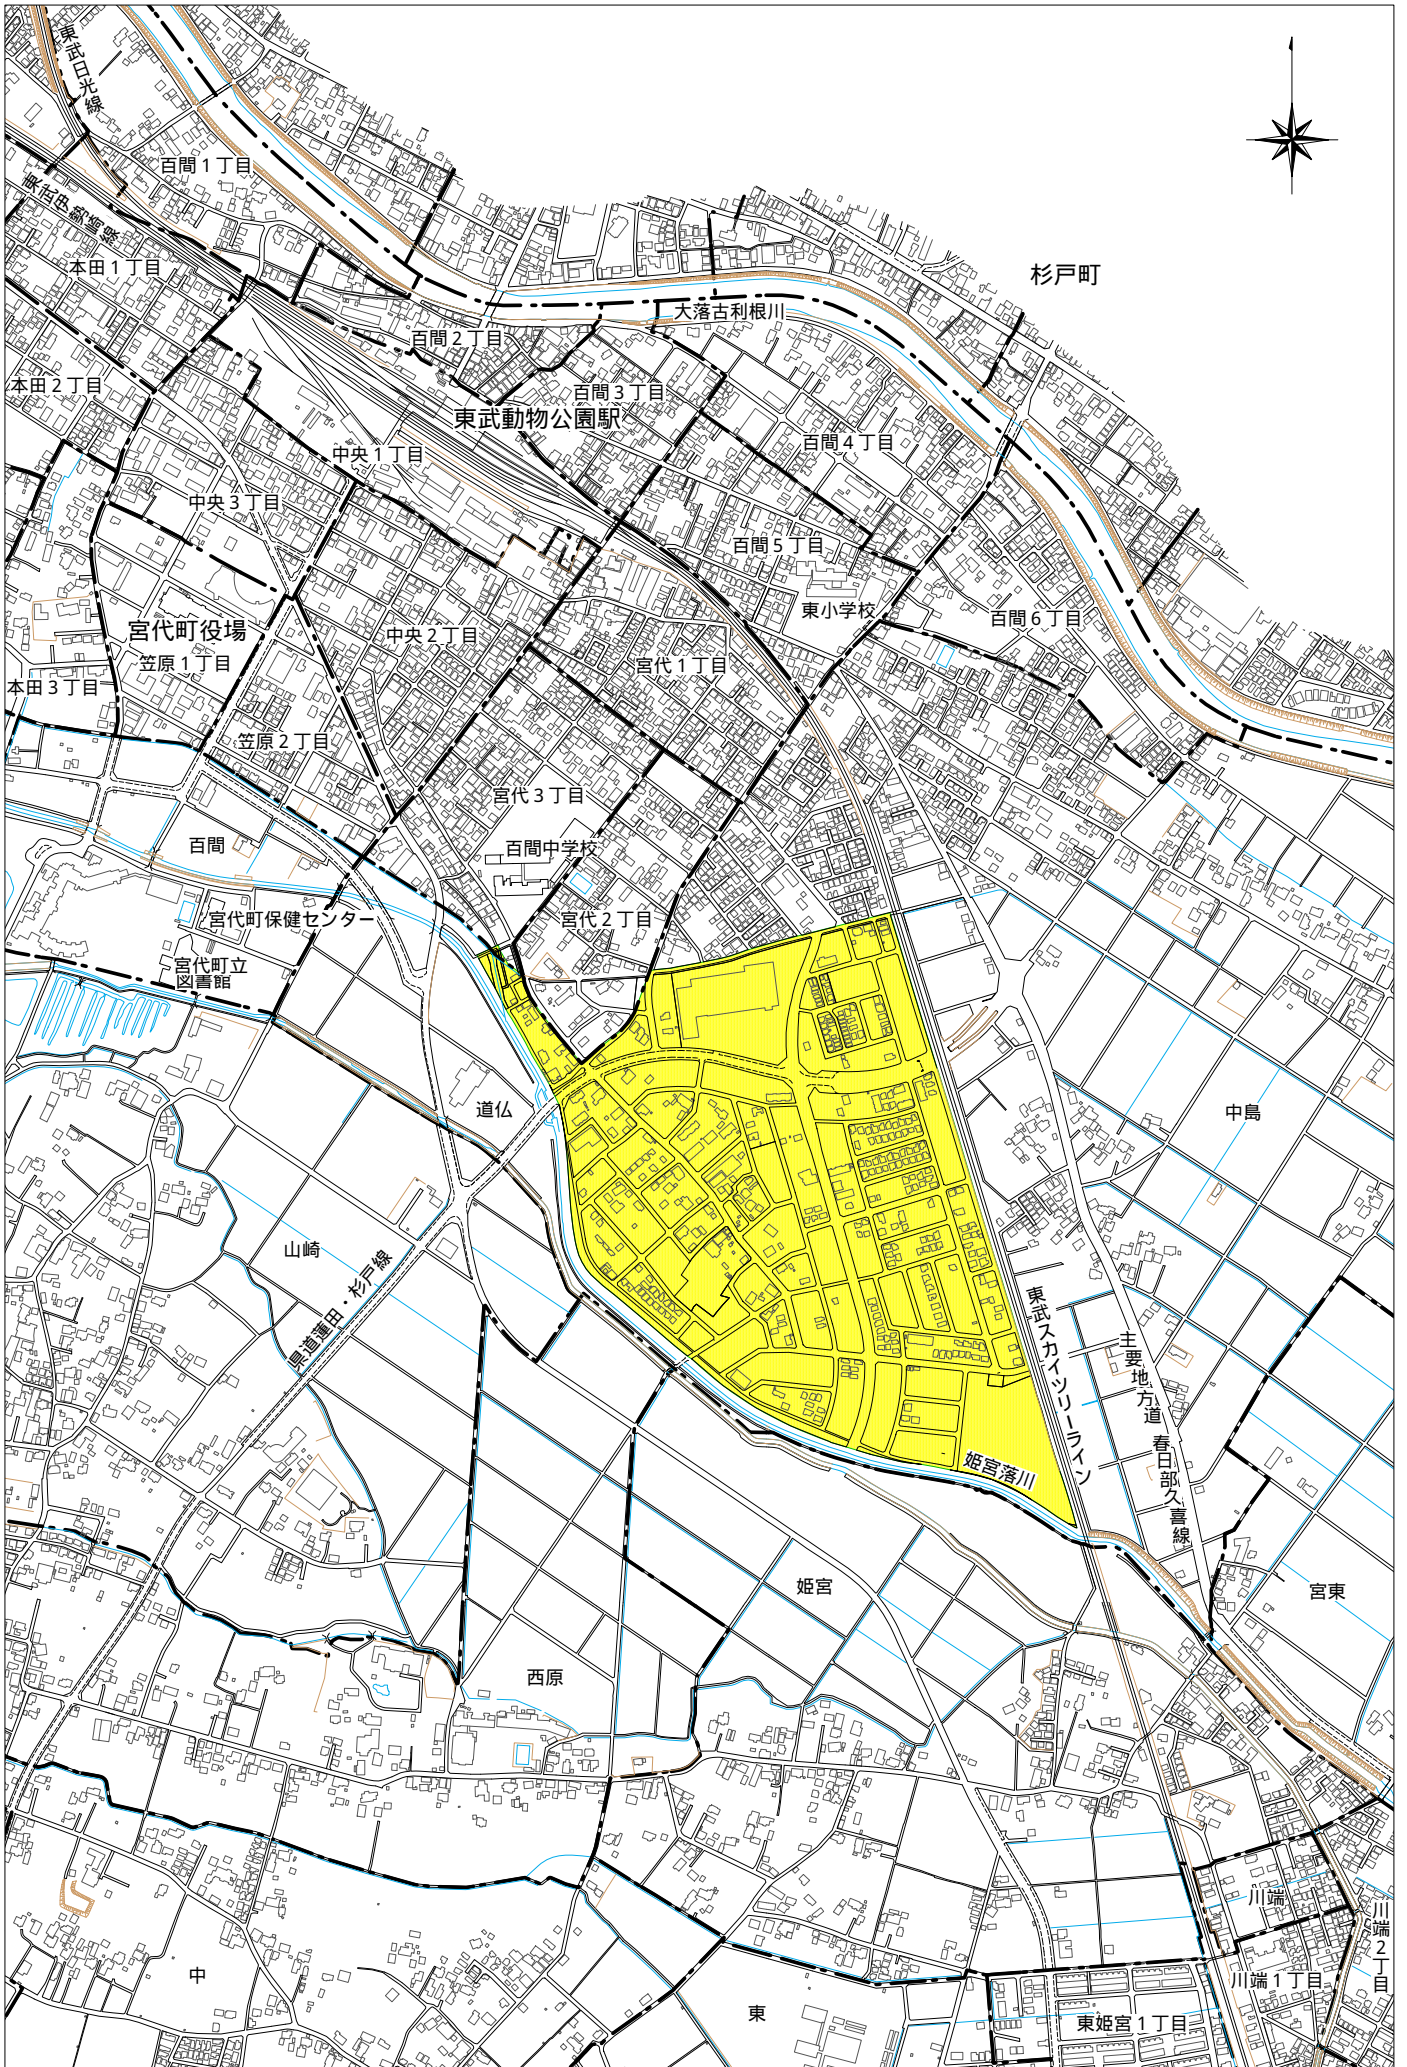 東武日光線
百間１丁目
東武伊勢崎線
本田１丁目
杉戸町
大落古利根川
百間２丁目
本田２丁目
百間３丁目
東武動物公園駅
百間４丁目
中央１丁目
中央３丁目
百間５丁目
東小学校
百間６丁目
宮代町役場
中央２丁目
笠原１丁目
宮代１丁目
本田３丁目
笠原２丁目
宮代３丁目
百間
百間中学校
宮代町保健センター
宮代２丁目
宮代町立
図書館
道仏
中島
山崎
県道蓮田・杉戸線
東武スカイツリーライン
主要地方道 春日部久喜線
姫宮落川
姫宮
宮東
西原
川端
川端２丁目
中
川端１丁目
東
東姫宮１丁目